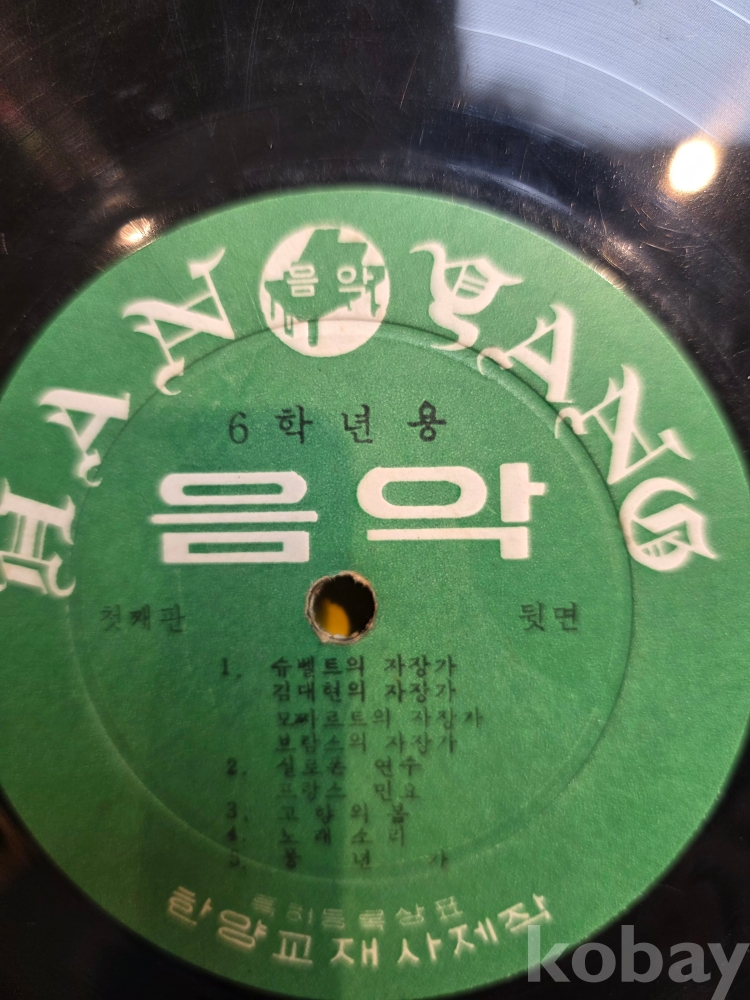 HAN 음악 YANG
6학년용
음악
첫째판 뒷면
1. 슈벨트의 자장가
김대현의 자장가
모짜르트의 자장가
브람스의 자장가
2. 실로폰 연수
프랑스 민요
3. 고향의 봄
4. 노래소리
5. 풍년가
특허등록상표
한양교재사제작
kobay